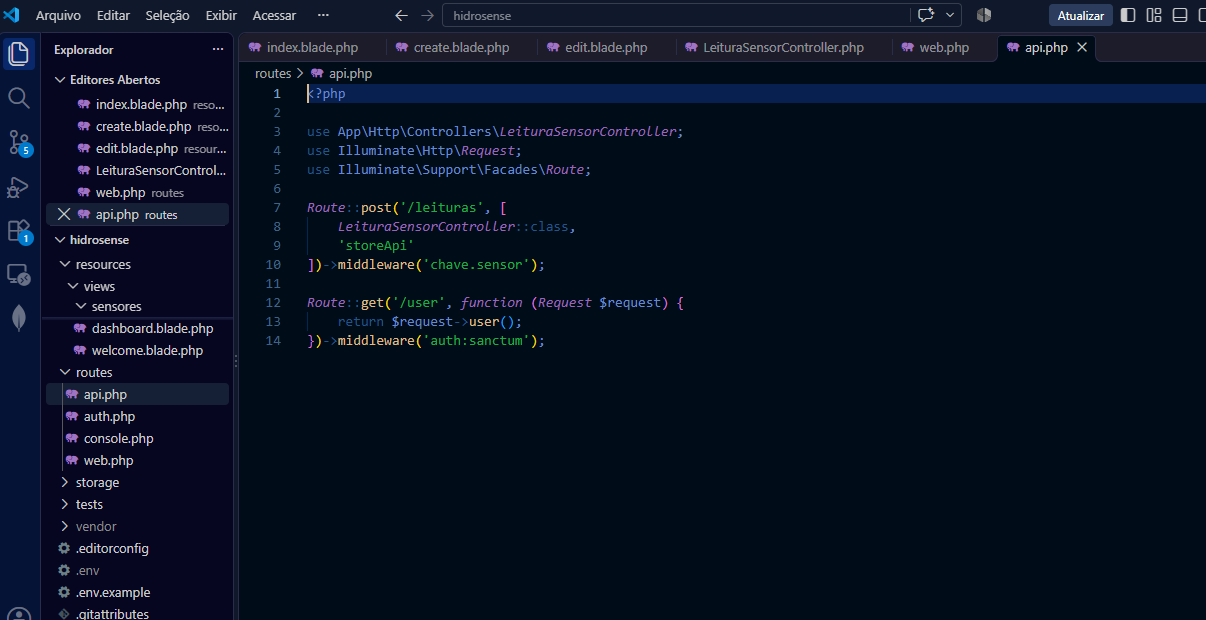 Arquivo Editar Seleção Exibir Acessar ··· hidrosense Atualizar
Explorador ···
Editores Abertos
index.blade.php reso...
create.blade.php reso...
edit.blade.php resour...
LeituraSensorControl...
web.php routes
api.php routes
hidrosense
resources
views
sensores
dashboard.blade.php
welcome.blade.php
routes
api.php
auth.php
console.php
web.php
storage
tests
vendor
.editorconfig
.env
.env.example
.gitattributes
5
1
index.blade.php create.blade.php edit.blade.php LeituraSensorController.php web.php api.php
routes > api.php
1 <?php
2
3 use App\Http\Controllers\LeituraSensorController;
4 use Illuminate\Http\Request;
5 use Illuminate\Support\Facades\Route;
6
7 Route::post('/leituras', [
8 LeituraSensorController::class,
9 'storeApi'
10 ])->middleware('chave.sensor');
11
12 Route::get('/user', function (Request $request) {
13 return $request->user();
14 })->middleware('auth:sanctum');